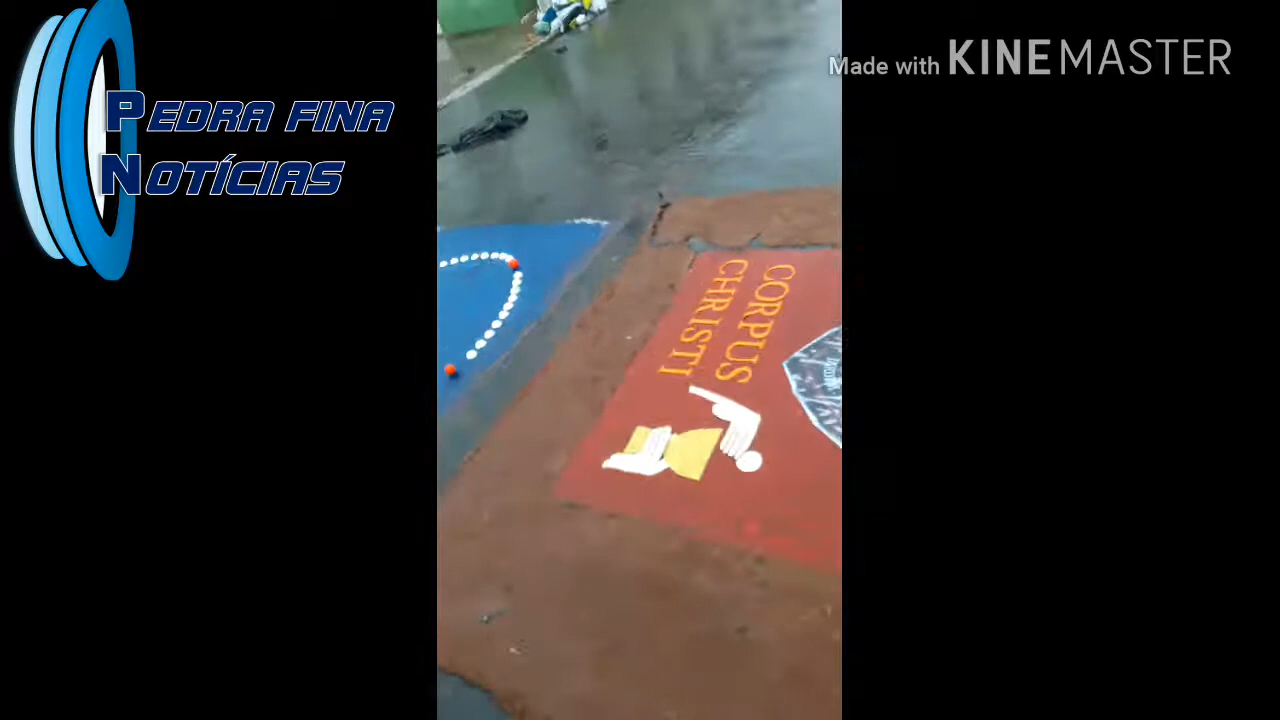 PEDRA FINA
NOTÍCIAS
Made with KINEMASTER
CORPUS
CHRISTI